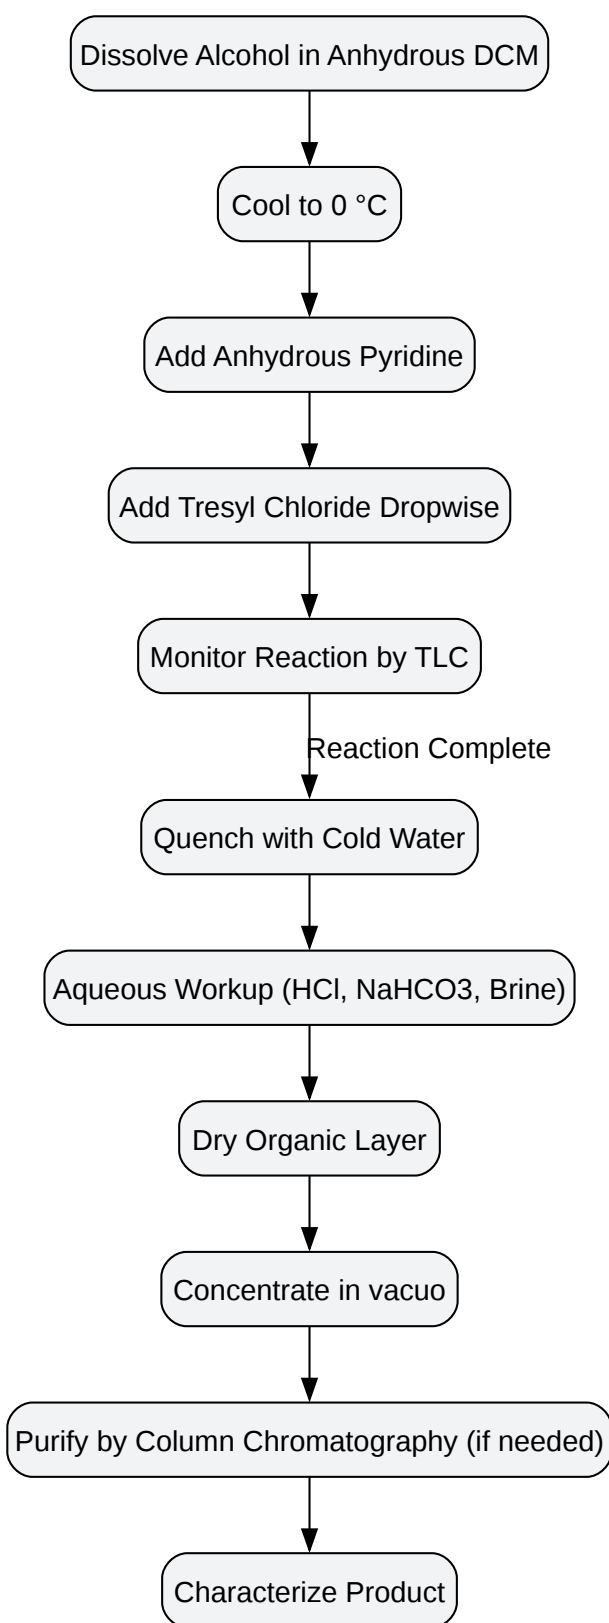 Dissolve Alcohol in Anhydrous DCM
Cool to 0 °C
Add Anhydrous Pyridine
Add Tresyl Chloride Dropwise
Monitor Reaction by TLC
Reaction Complete
Quench with Cold Water
Aqueous Workup (HCl, NaHCO3, Brine)
Dry Organic Layer
Concentrate in vacuo
Purify by Column Chromatography (if needed)
Characterize Product